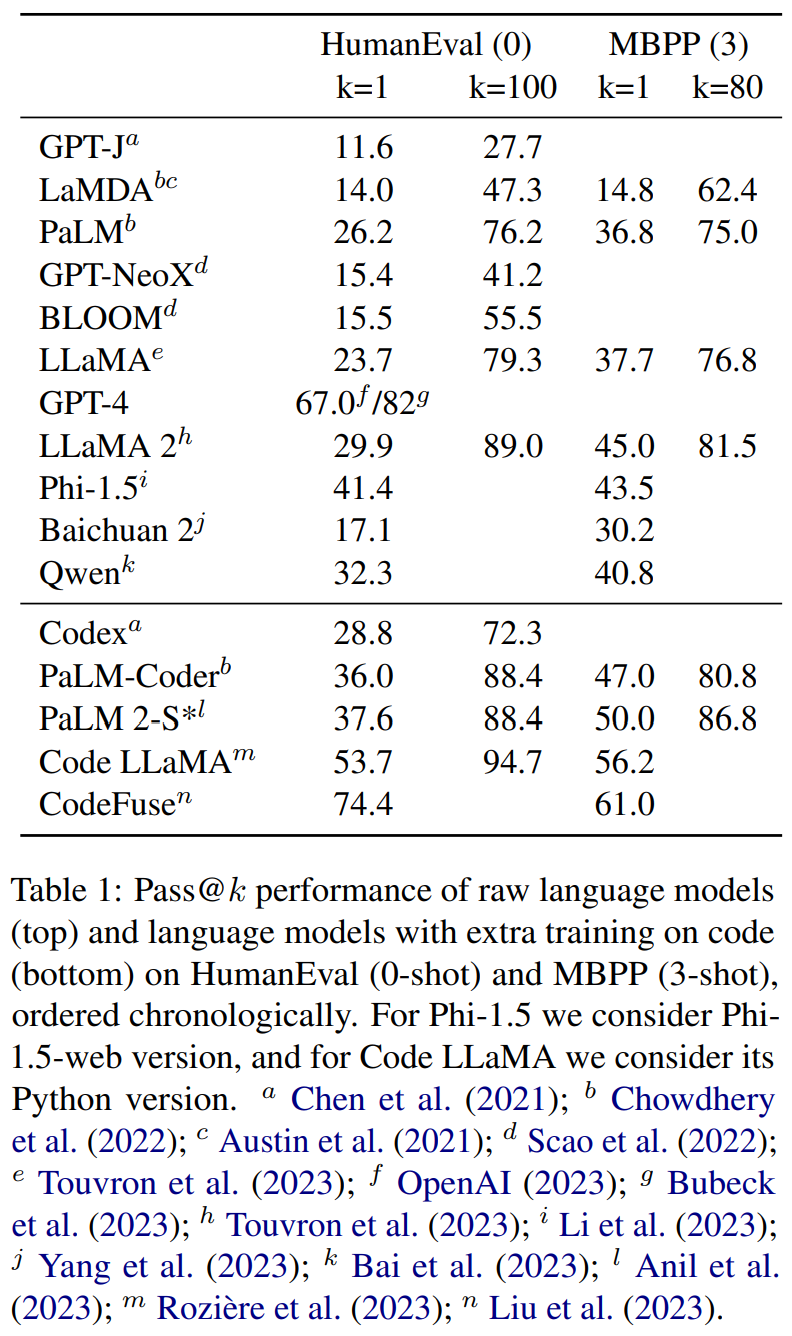 HumanEval (0) MBPP (3)
k=1 k=100 k=1 k=80
GPT-J^a 11.6 27.7
LaMDA^bc 14.0 47.3 14.8 62.4
PaLM^b 26.2 76.2 36.8 75.0
GPT-NeoX^d 15.4 41.2
BLOOM^d 15.5 55.5
LLaMA^e 23.7 79.3 37.7 76.8
GPT-4 67.0^f/82^g
LLaMA 2^h 29.9 89.0 45.0 81.5
Phi-1.5^i 41.4 43.5
Baichuan 2^j 17.1 30.2
Qwen^k 32.3 40.8
Codex^a 28.8 72.3
PaLM-Coder^b 36.0 88.4 47.0 80.8
PaLM 2-S*^l 37.6 88.4 50.0 86.8
Code LLaMA^m 53.7 94.7 56.2
CodeFuse^n 74.4 61.0
Table 1: Pass@k performance of raw language models
(top) and language models with extra training on code
(bottom) on HumanEval (0-shot) and MBPP (3-shot),
ordered chronologically. For Phi-1.5 we consider Phi-
1.5-web version, and for Code LLaMA we consider its
Python version. ^a Chen et al. (2021); ^b Chowdhery
et al. (2022); ^c Austin et al. (2021); ^d Scao et al. (2022);
^e Touvron et al. (2023); ^f OpenAI (2023); ^g Bubeck
et al. (2023); ^h Touvron et al. (2023); ^i Li et al. (2023);
^j Yang et al. (2023); ^k Bai et al. (2023); ^l Anil et al.
(2023); ^m Rozière et al. (2023); ^n Liu et al. (2023).